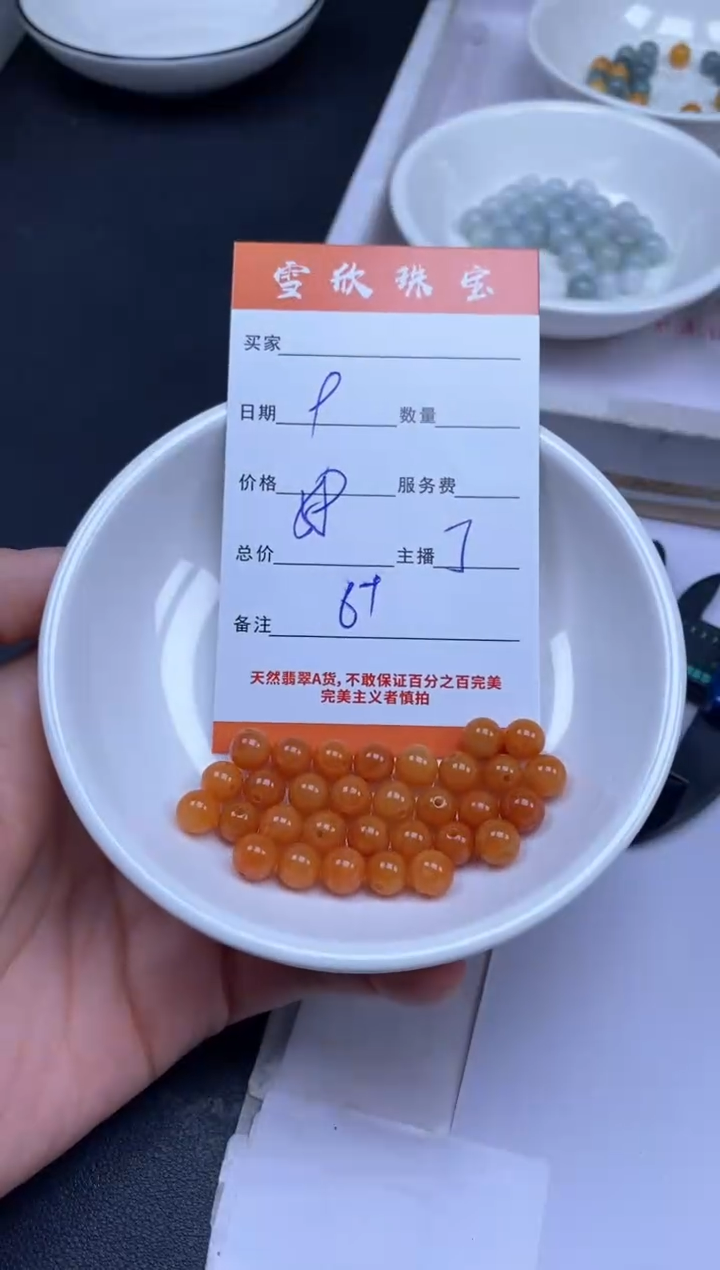 雪欣珠宝
买家
日期 数量
价格 服务费
总价 主播
备注
天然翡翠A货,不敢保证百分之百完美
完美主义者慎拍